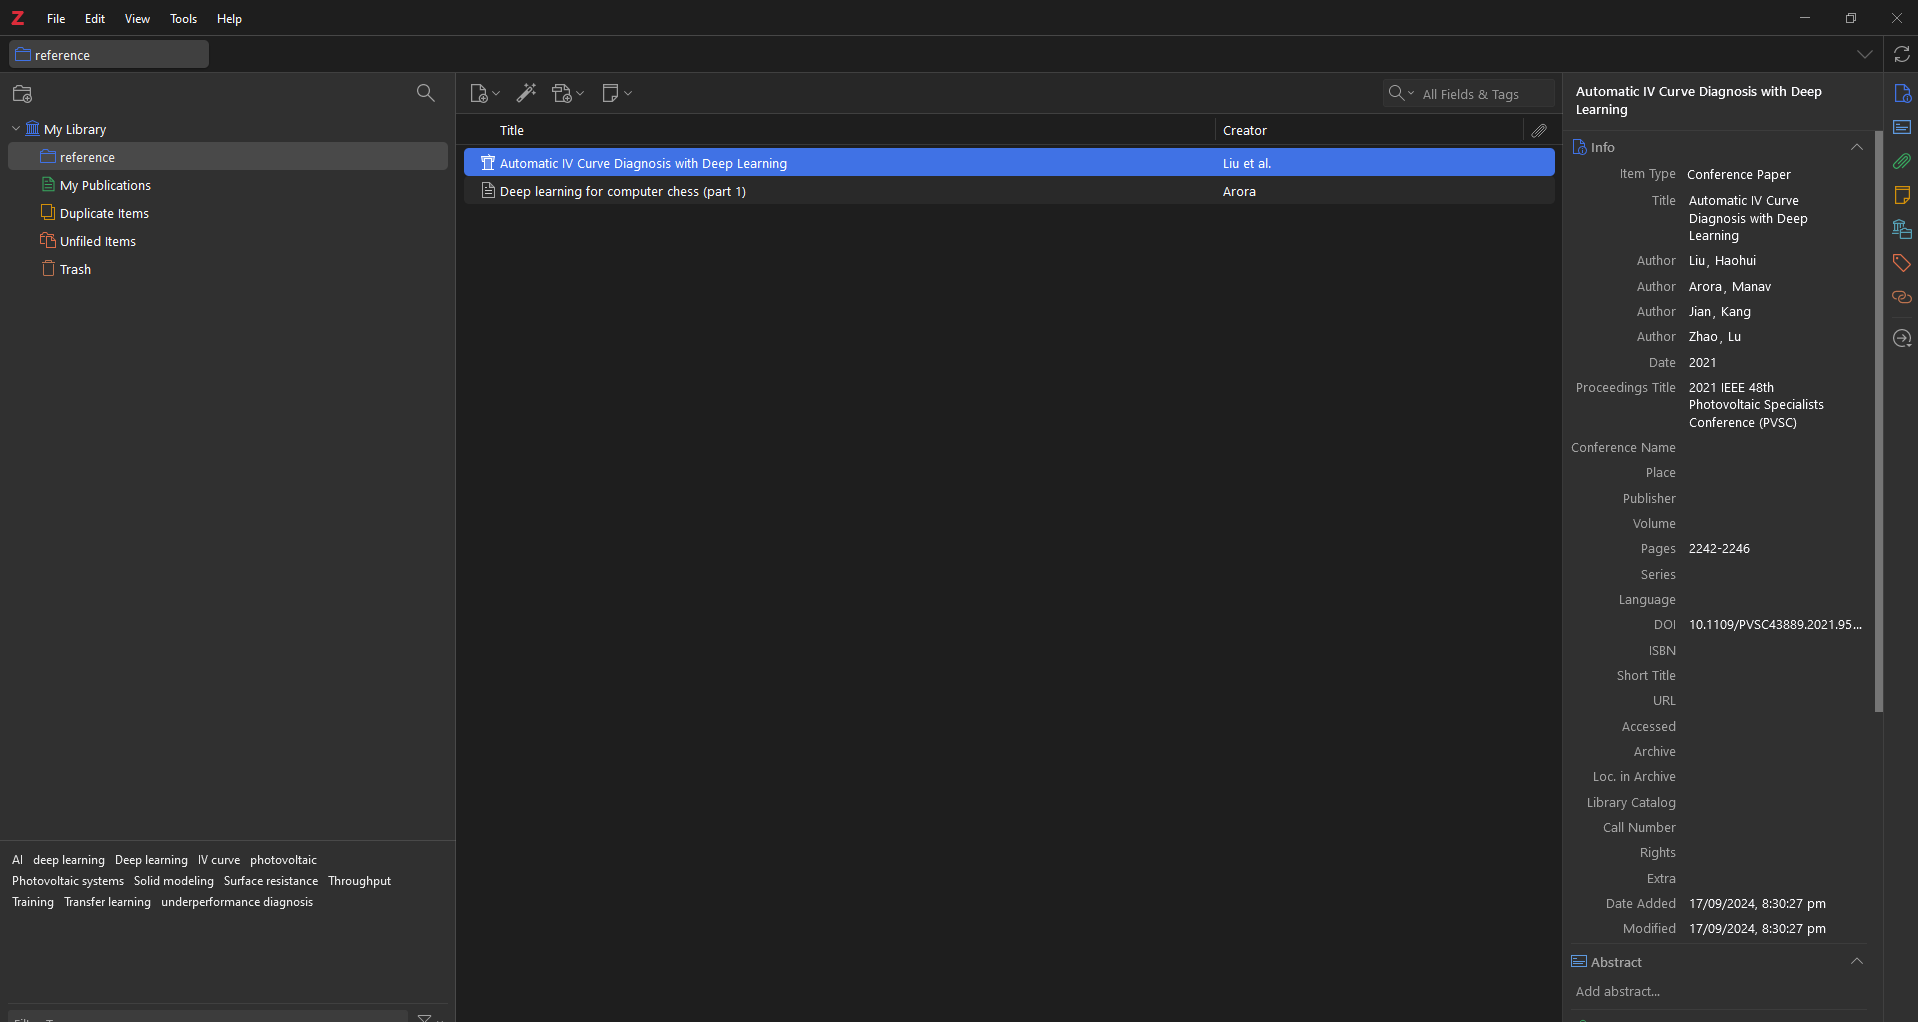 Z File Edit View Tools Help
reference
My Library
reference
My Publications
Duplicate Items
Unfiled Items
Trash
AI deep learning Deep learning IV curve photovoltaic
Photovoltaic systems Solid modeling Surface resistance Throughput
Training Transfer learning underperformance diagnosis
All Fields & Tags
Title Creator
Automatic IV Curve Diagnosis with Deep Learning Liu et al.
Deep learning for computer chess (part 1) Arora
Automatic IV Curve Diagnosis with Deep
Learning
Info
Item Type Conference Paper
Title Automatic IV Curve
Diagnosis with Deep
Learning
Author Liu, Haohui
Author Arora, Manav
Author Jian, Kang
Author Zhao, Lu
Date 2021
Proceedings Title 2021 IEEE 48th
Photovoltaic Specialists
Conference (PVSC)
Conference Name
Place
Publisher
Volume
Pages 2242-2246
Series
Language
DOI 10.1109/PVSC43889.2021.95...
ISBN
Short Title
URL
Accessed
Archive
Loc. in Archive
Library Catalog
Call Number
Rights
Extra
Date Added 17/09/2024, 8:30:27 pm
Modified 17/09/2024, 8:30:27 pm
Abstract
Add abstract...